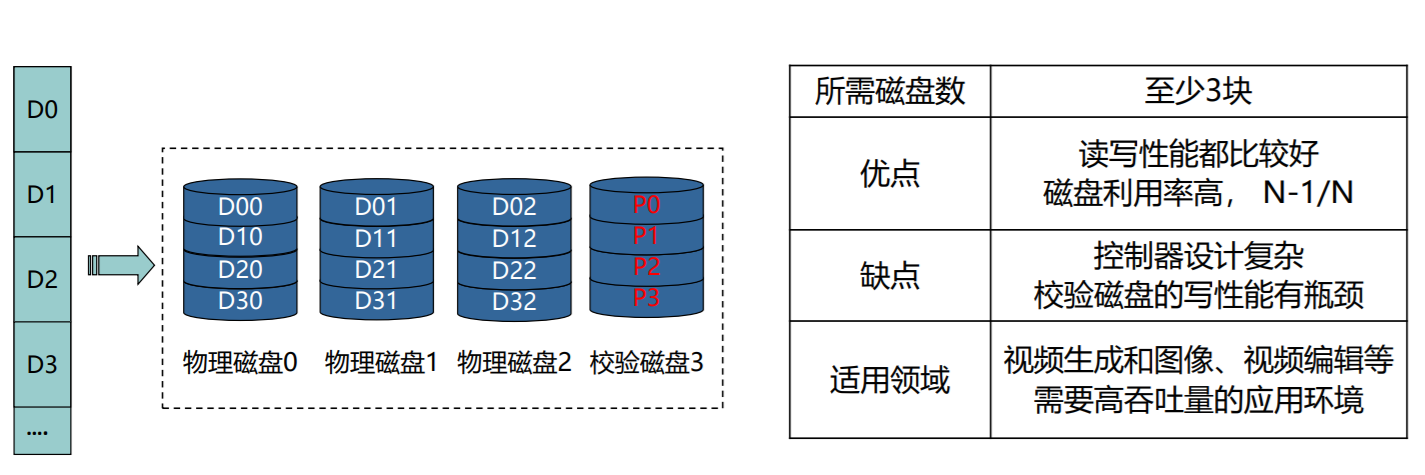 D0
D1
D2
D3
....
D00 D01 D02 P0
D10 D11 D12 P1
D20 D21 D22 P2
D30 D31 D32 P3
物理磁盘0 物理磁盘1 物理磁盘2 校验磁盘3
所需磁盘数 至少3块
优点
读写性能都比较好
磁盘利用率高， N-1/N
缺点
控制器设计复杂
校验磁盘的写性能有瓶颈
适用领域
视频生成和图像、视频编辑等
需要高吞吐量的应用环境